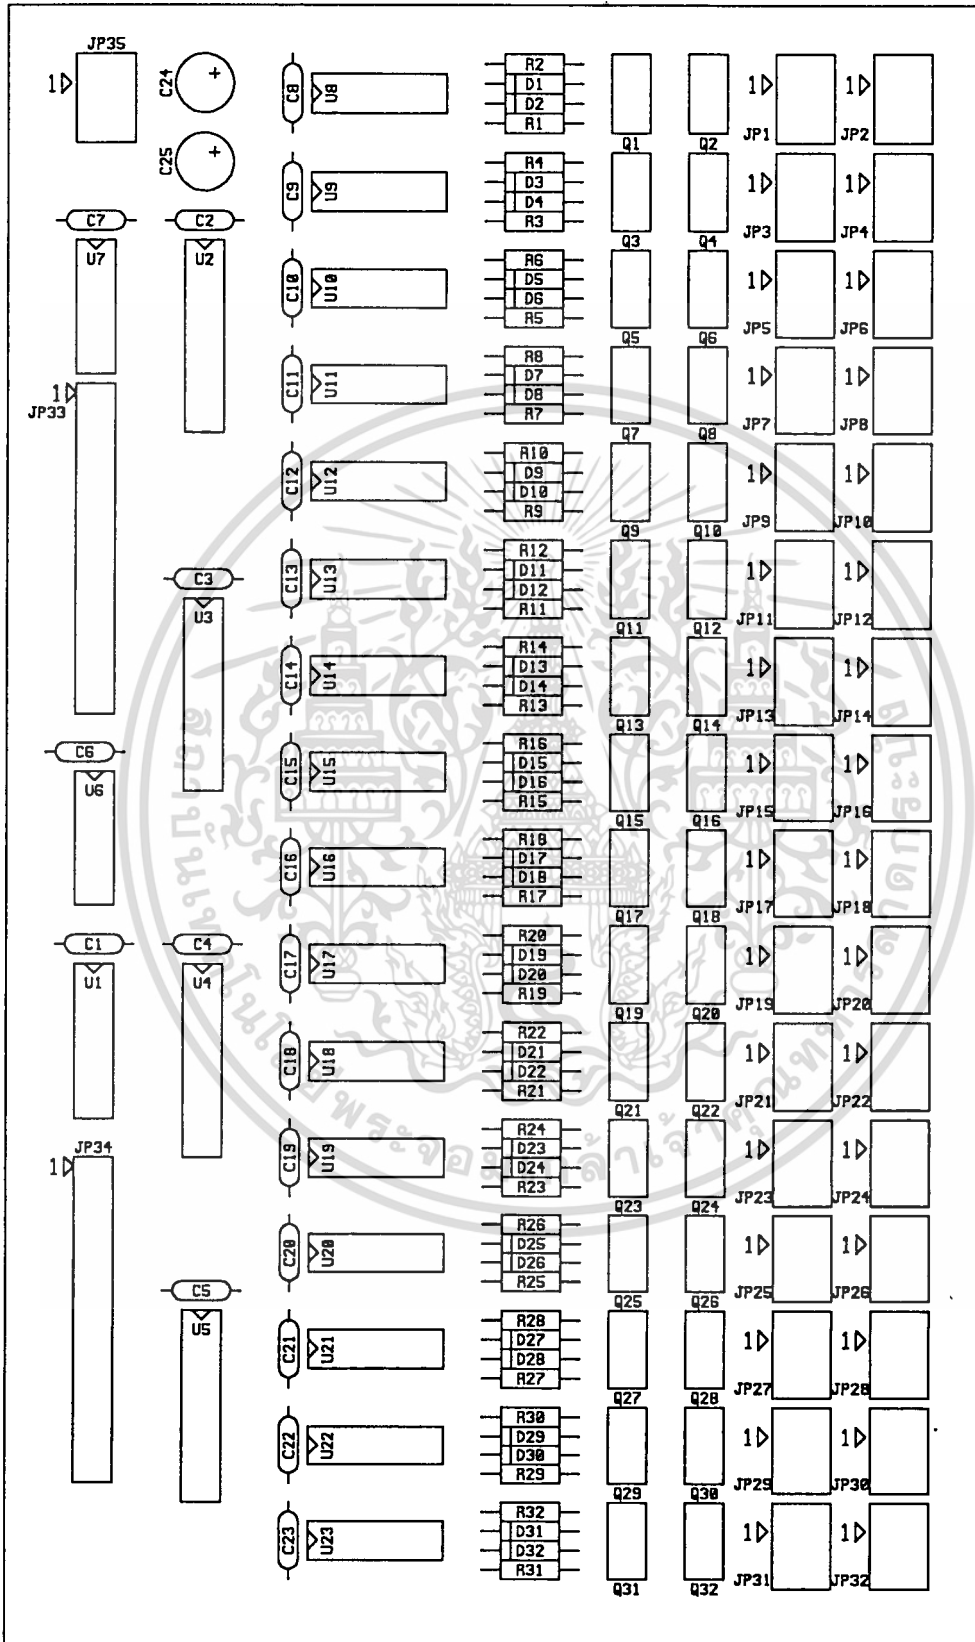 JP35
1
C24
+
C25
+
C7
C2
U7
U2
1
JP33
C3
U3
C6
U6
C1
C4
U1
U4
JP34
1
C5
U5
C8 U8 R2 D1 D2 R1 Q1 Q2 1 JP1 1 JP2
C9 U9 R4 D3 D4 R3 Q3 Q4 1 JP3 1 JP4
C10 U10 R6 D5 D6 R5 Q5 Q6 1 JP5 1 JP6
C11 U11 R8 D7 D8 R7 Q7 Q8 1 JP7 1 JP8
C12 U12 R10 D9 D10 R9 Q9 Q10 1 JP9 1 JP10
C13 U13 R12 D11 D12 R11 Q11 Q12 1 JP11 1 JP12
C14 U14 R14 D13 D14 R13 Q13 Q14 1 JP13 1 JP14
C15 U15 R16 D15 D16 R15 Q15 Q16 1 JP15 1 JP16
C16 U16 R18 D17 D18 R17 Q17 Q18 1 JP17 1 JP18
C17 U17 R20 D19 D20 R19 Q19 Q20 1 JP19 1 JP20
C18 U18 R22 D21 D22 R21 Q21 Q22 1 JP21 1 JP22
C19 U19 R24 D23 D24 R23 Q23 Q24 1 JP23 1 JP24
C20 U20 R26 D25 D26 R25 Q25 Q26 1 JP25 1 JP26
C21 U21 R28 D27 D28 R27 Q27 Q28 1 JP27 1 JP28
C22 U22 R30 D29 D30 R29 Q29 Q30 1 JP29 1 JP30
C23 U23 R32 D31 D32 R31 Q31 Q32 1 JP31 1 JP32